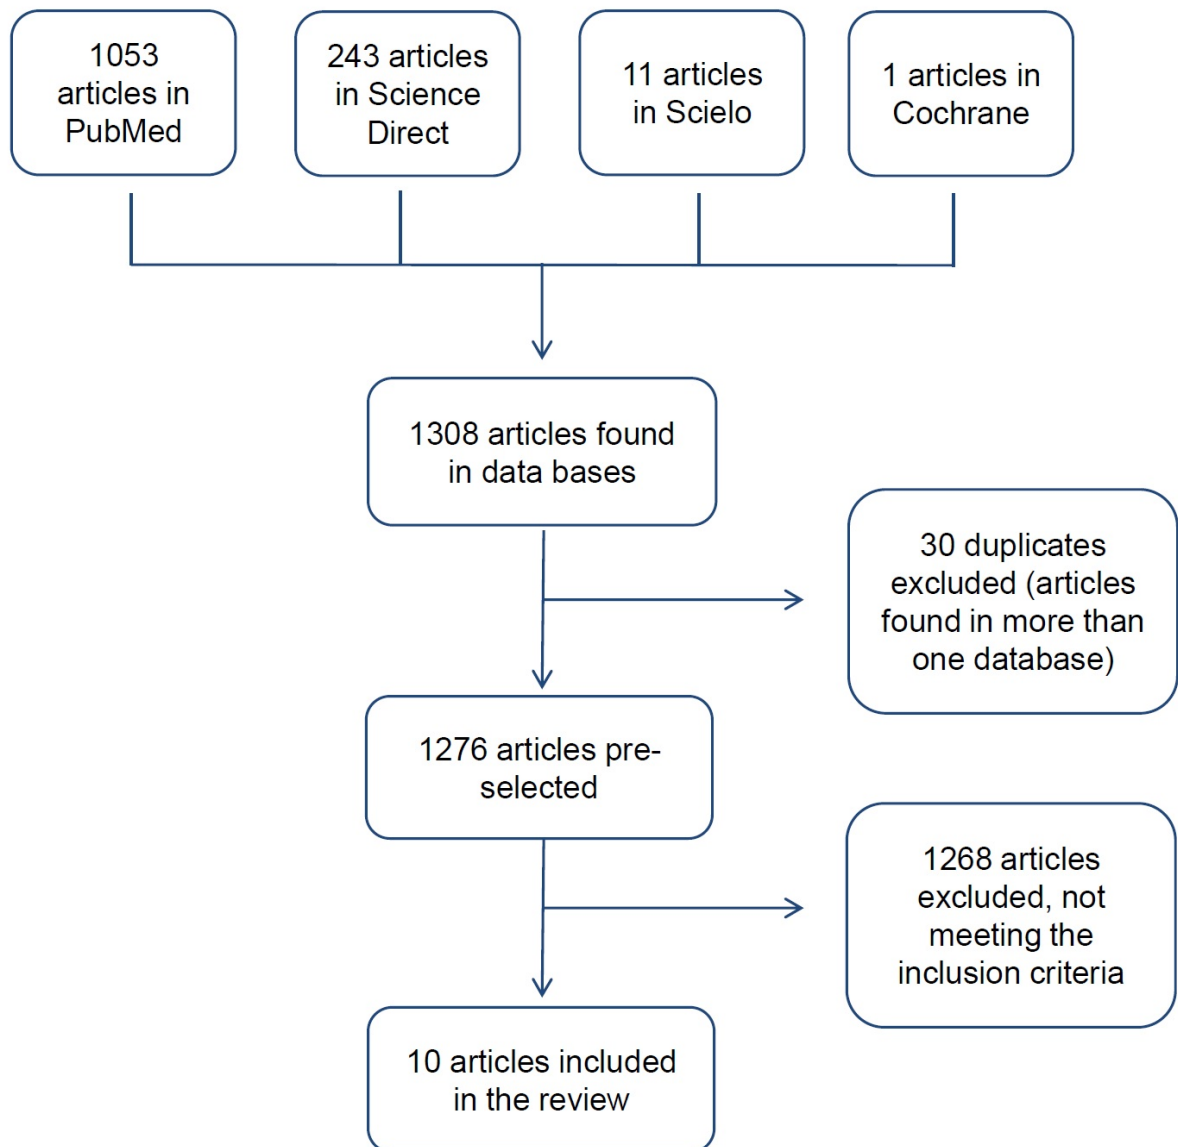 1053
articles in
PubMed
243 articles
in Science
Direct
11 articles
in Scielo
1 articles in
Cochrane
1308 articles found
in data bases
30 duplicates
excluded (articles
found in more than
one database)
1276 articles pre-
selected
1268 articles
excluded, not
meeting the
inclusion criteria
10 articles included
in the review